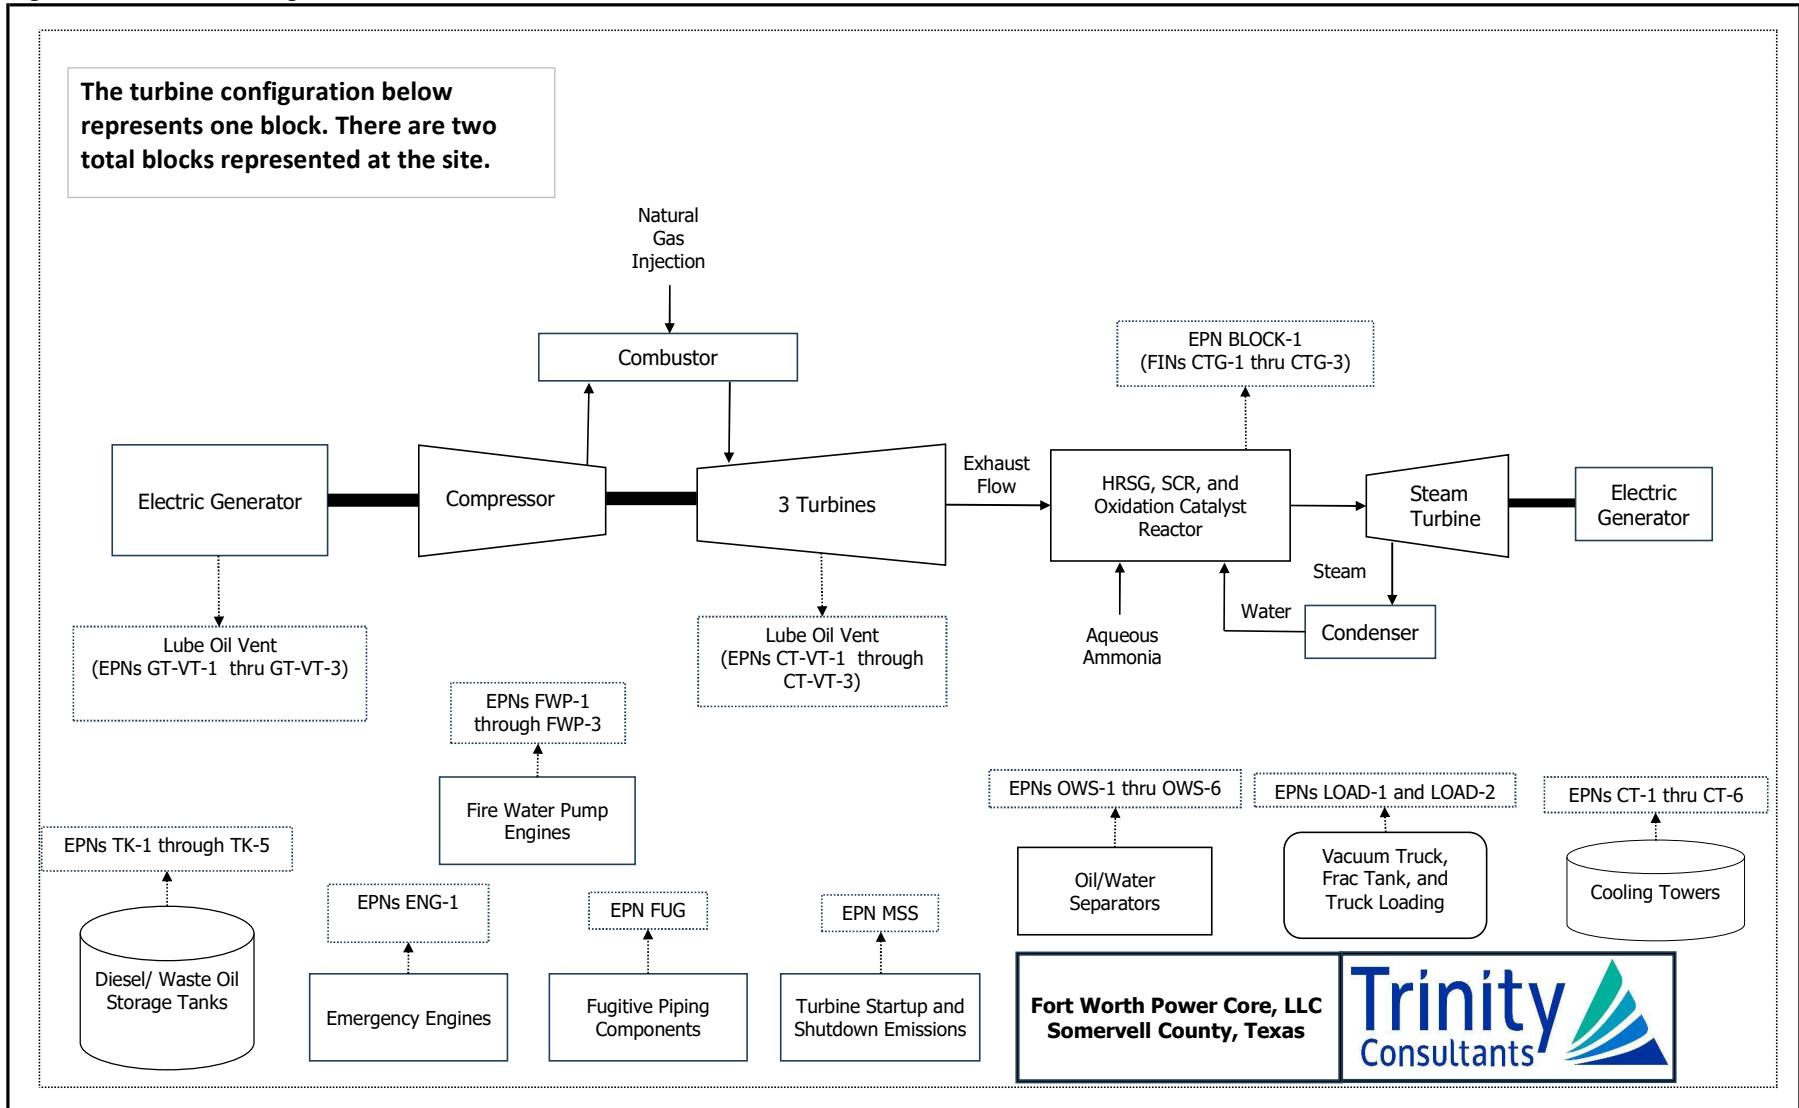 The turbine configuration below
represents one block. There are two
total blocks represented at the site.
Natural
Gas
Injection
Combustor
EPN BLOCK-1
(FINs CTG-1 thru CTG-3)
Electric Generator
Compressor
3 Turbines
Exhaust
Flow
HRSG, SCR, and
Oxidation Catalyst
Reactor
Steam
Turbine
Electric
Generator
Steam
Water
Condenser
Aqueous
Ammonia
Lube Oil Vent
(EPNs GT-VT-1 thru GT-VT-3)
Lube Oil Vent
(EPNs CT-VT-1 through
CT-VT-3)
EPNs FWP-1
through FWP-3
Fire Water Pump
Engines
EPNs OWS-1 thru OWS-6
Oil/Water
Separators
EPNs LOAD-1 and LOAD-2
Vacuum Truck,
Frac Tank, and
Truck Loading
EPNs CT-1 thru CT-6
Cooling Towers
EPNs TK-1 through TK-5
Diesel/ Waste Oil
Storage Tanks
EPNs ENG-1
Emergency Engines
EPN FUG
Fugitive Piping
Components
EPN MSS
Turbine Startup and
Shutdown Emissions
Fort Worth Power Core, LLC
Somervell County, Texas
Trinity
Consultants